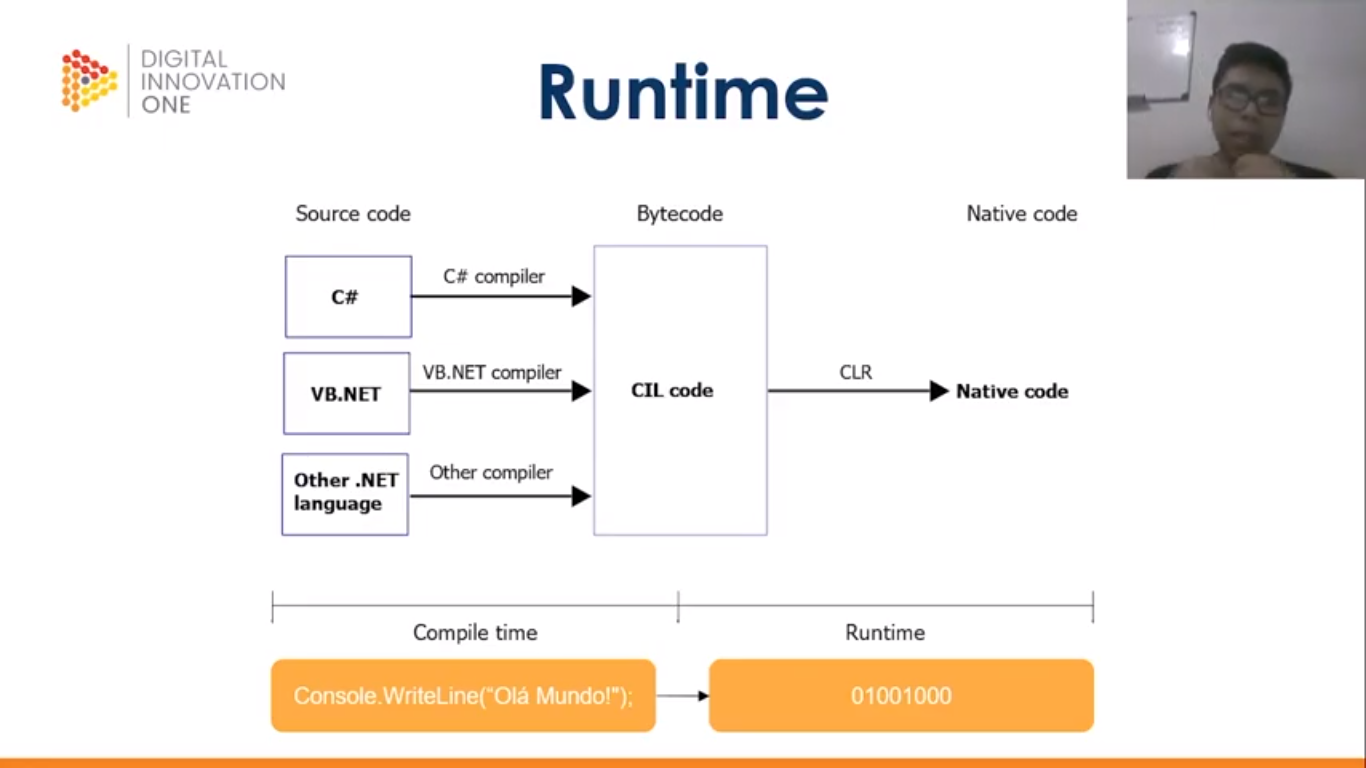 DIGITAL
INNOVATION
ONE
Runtime
Source code
Bytecode
Native code
C#
C# compiler
VB.NET
VB.NET compiler
CIL code
CLR
Native code
Other .NET
language
Other compiler
Compile time
Runtime
Console.WriteLine("Olá Mundo!");
01001000